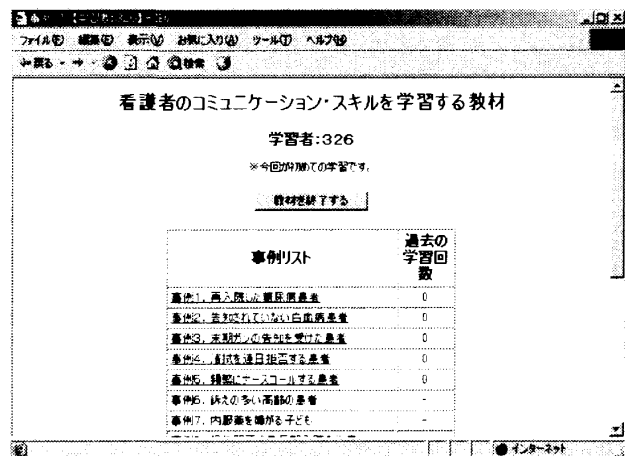 ファイル(F) 編集(E) 表示(V) お気に入り(A) ツール(T) ヘルプ(H)
戻る 検索
看護者のコミュニケーション・スキルを学習する教材
学習者:326
※今回が初めての学習です。
教材を終了する
事例リスト 過去の学習回数
事例1. 再入院した糖尿病患者 0
事例2. 告知されていない白血病患者 0
事例3. 末期ガンの告知を受けた患者 0
事例4. 清拭を連日拒否する患者 0
事例5. 頻繁にナースコールする患者 0
事例6. 訴えの多い高齢の患者 -
事例7. 内服薬を嫌がる子ども -
インターネット